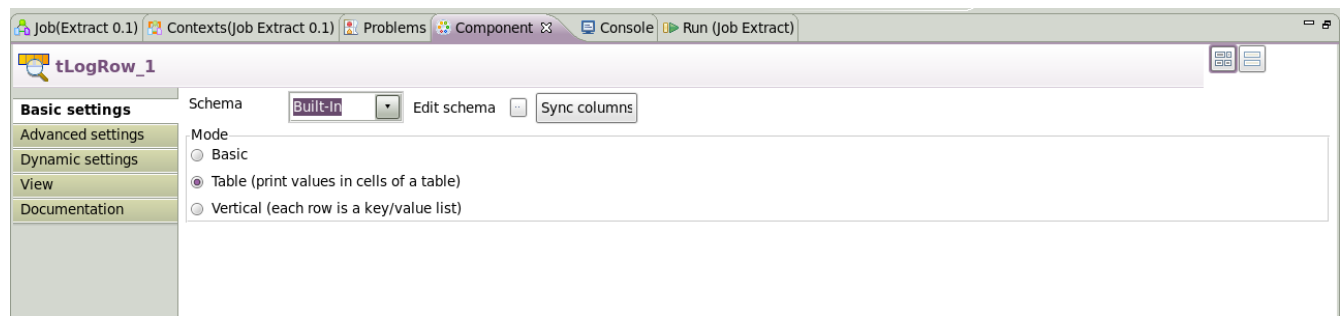 Job(Extract 0.1) Contexts(Job Extract 0.1) Problems Component Console Run (Job Extract)
tLogRow_1
Basic settings
Advanced settings
Dynamic settings
View
Documentation
Schema Built-In Edit schema ... Sync columns
Mode
Basic
Table (print values in cells of a table)
Vertical (each row is a key/value list)